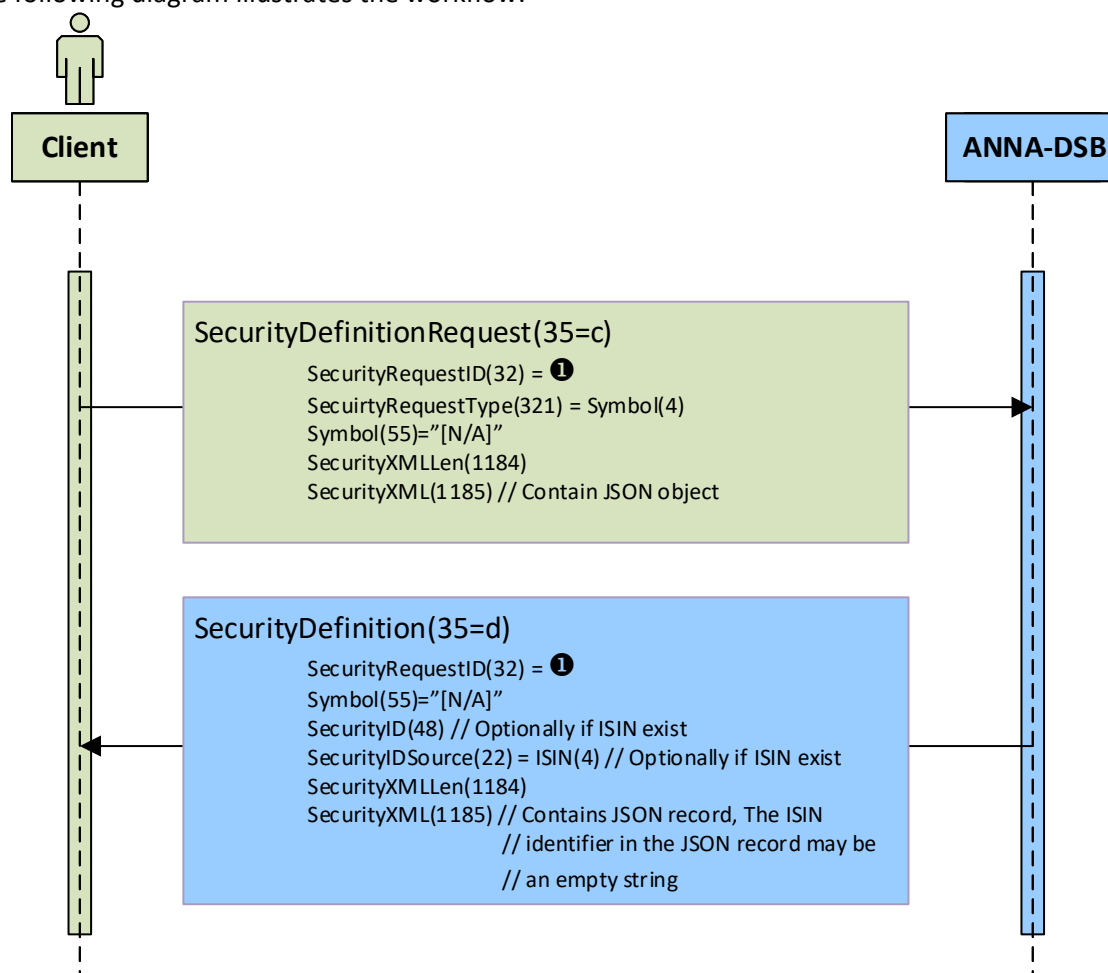 following diagram illustrates the workflow:
Client
ANNA-DSB
SecurityDefinitionRequest(35=c)
SecurityRequestID(32) = ❶
SecuirtyRequestType(321) = Symbol(4)
Symbol(55)="[N/A]"
SecurityXMLLen(1184)
SecurityXML(1185) // Contain JSON object
SecurityDefinition(35=d)
SecurityRequestID(32) = ❶
Symbol(55)="[N/A]"
SecurityID(48) // Optionally if ISIN exist
SecurityIDSource(22) = ISIN(4) // Optionally if ISIN exist
SecurityXMLLen(1184)
SecurityXML(1185) // Contains JSON record, The ISIN
// identifier in the JSON record may be
// an empty string